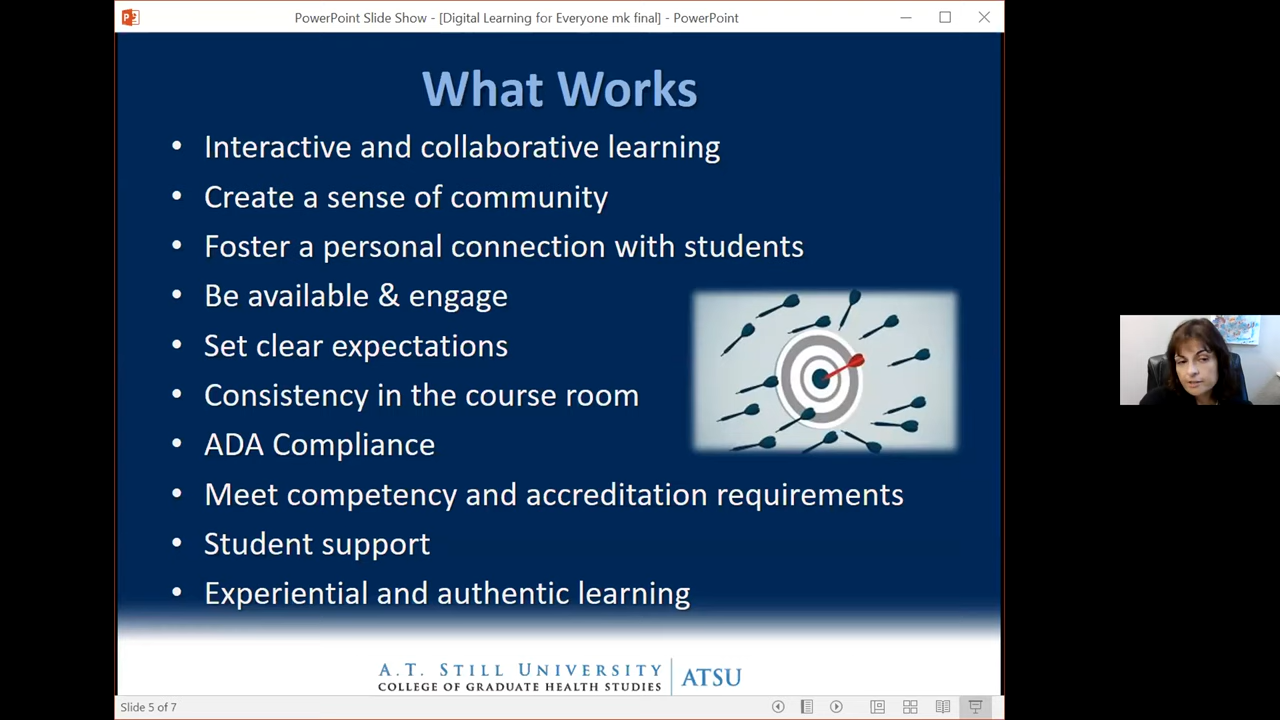 PowerPoint Slide Show - [Digital Learning for Everyone mk final] - PowerPoint
What Works
• Interactive and collaborative learning
• Create a sense of community
• Foster a personal connection with students
• Be available & engage
• Set clear expectations
• Consistency in the course room
• ADA Compliance
• Meet competency and accreditation requirements
• Student support
• Experiential and authentic learning
A.T. STILL UNIVERSITY
COLLEGE OF GRADUATE HEALTH STUDIES
ATSU
Slide 5 of 7